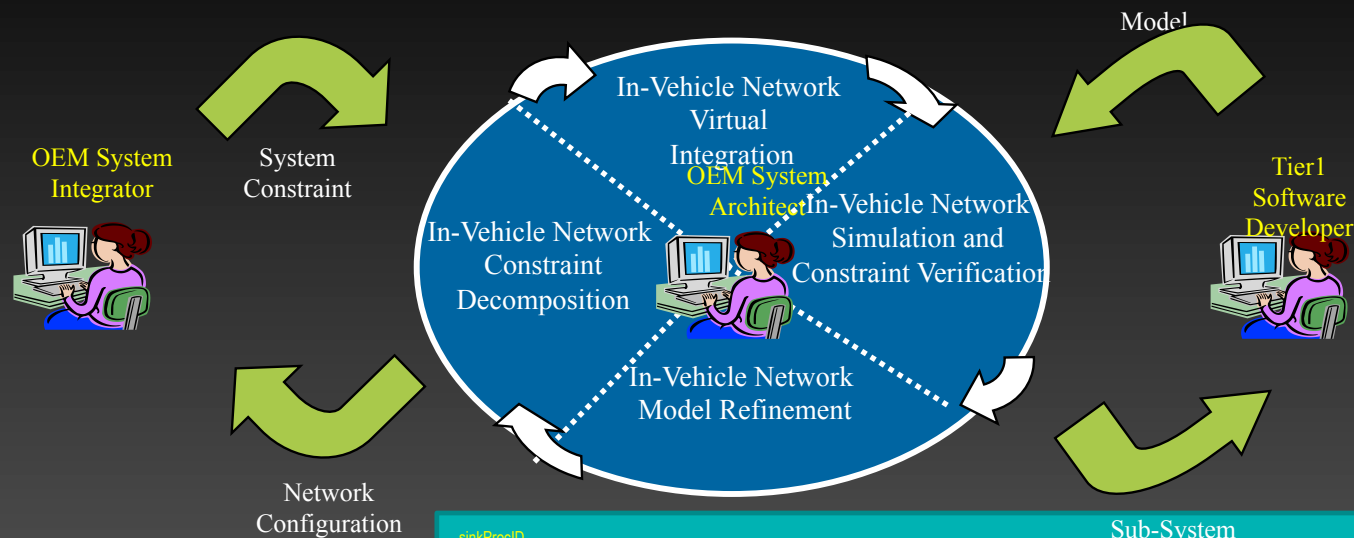 Model
OEM System
Integrator
System
Constraint
In-Vehicle Network
Virtual
Integration
OEM System
Architect
In-Vehicle Network
Constraint
Decomposition
In-Vehicle Network
Simulation and
Constraint Verification
Tier1
Software
Developer
In-Vehicle Network
Model Refinement
Network
Configuration
sinkProcID
Sub-System